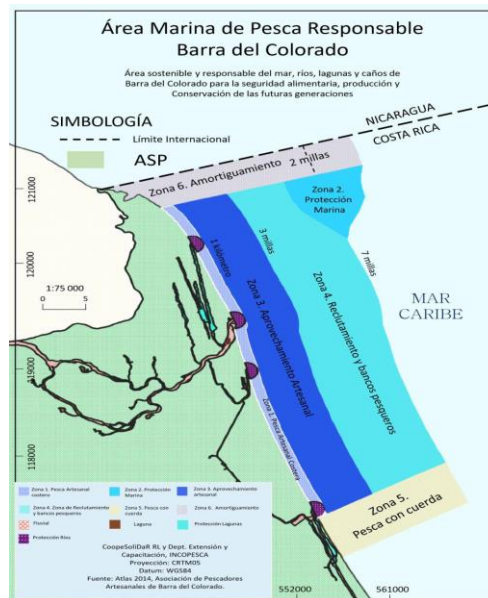 Área Marina de Pesca Responsable
Barra del Colorado
Área sostenible y responsable del mar, ríos, lagunas y caños de
Barra del Colorado para la seguridad alimentaria, producción y
Conservación de las futuras generaciones
SIMBOLOGÍA
Límite Internacional
ASP
NICARAGUA
COSTA RICA
2 millas
Zona 6. Amortiguamiento
Zona 2.
Protección
Marina
121000
120000
119000
118000
1:75 000
0 5
1 kilómetro
3 millas
7 millas
Zona 3. Aprovechamiento Artesanal
Zona 4. Reclutamiento y bancos pesqueros
MAR
CARIBE
Zona 1. Pesca Artesanal Costera
Zona 5.
Pesca con cuerda
Zona 1. Pesca Artesanal
costera
Zona 2. Protección
Marina
Zona 3. Aprovechamiento
artesanal
Zona 4. Zona de Reclutamiento
y bancos pesqueros
Zona 5. Pesca con
cuerda
Zona 6. Amortiguamiento
Fluvial
Laguna
Protección Lagunas
Protección Ríos
CoopeSoliDaR RL y Dept. Extensión y
Capacitación, INCOPESCA
Proyección: CRTM05
Datum: WGS84
Fuente: Atlas 2014, Asociación de Pescadores
Artesanales de Barra del Colorado.
552000
561000